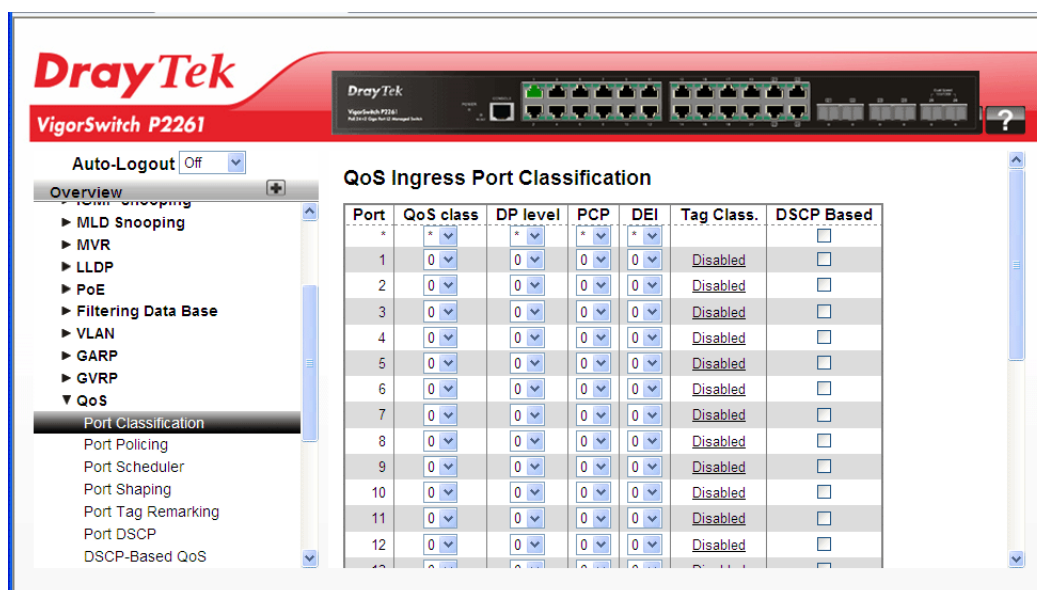 DrayTek
VigorSwitch P2261
DrayTek
VigorSwitch P2261
?
Auto-Logout Off
Overview
MLD Snooping
MVR
LLDP
PoE
Filtering Data Base
VLAN
GARP
GVRP
QoS
Port Classification
Port Policing
Port Scheduler
Port Shaping
Port Tag Remarking
Port DSCP
DSCP-Based QoS
QoS Ingress Port Classification
Port QoS class DP level PCP DEI Tag Class. DSCP Based
* * * * *
1 0 0 0 0 Disabled
2 0 0 0 0 Disabled
3 0 0 0 0 Disabled
4 0 0 0 0 Disabled
5 0 0 0 0 Disabled
6 0 0 0 0 Disabled
7 0 0 0 0 Disabled
8 0 0 0 0 Disabled
9 0 0 0 0 Disabled
10 0 0 0 0 Disabled
11 0 0 0 0 Disabled
12 0 0 0 0 Disabled